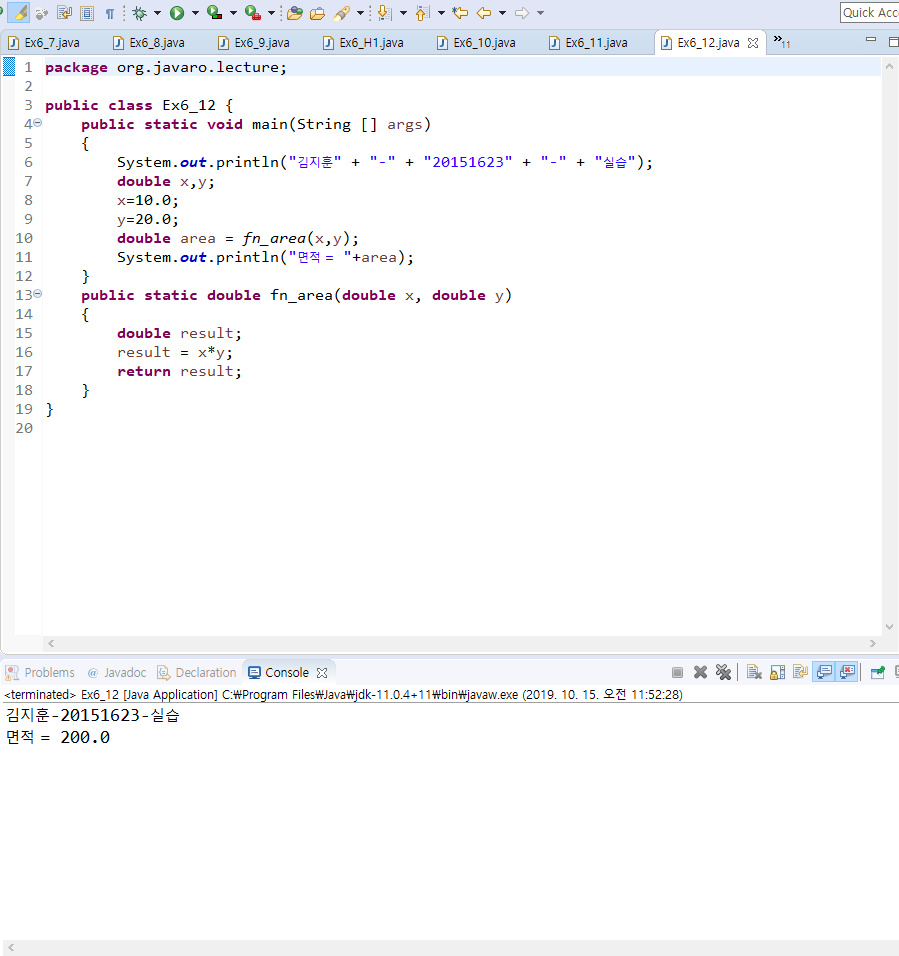 Quick Acc
Ex6_7.java Ex6_8.java Ex6_9.java Ex6_H1.java Ex6_10.java Ex6_11.java Ex6_12.java »11
1 package org.javaro.lecture;
2
3 public class Ex6_12 {
4 public static void main(String [] args)
5 {
6 System.out.println("김지훈" + "-" + "20151623" + "-" + "실습");
7 double x,y;
8 x=10.0;
9 y=20.0;
10 double area = fn_area(x,y);
11 System.out.println("면적 = "+area);
12 }
13 public static double fn_area(double x, double y)
14 {
15 double result;
16 result = x*y;
17 return result;
18 }
19 }
20
Problems @ Javadoc Declaration Console
<terminated> Ex6_12 [Java Application] C:₩Program Files₩Java₩jdk-11.0.4+11₩bin₩javaw.exe (2019. 10. 15. 오전 11:52:28)
김지훈-20151623-실습
면적 = 200.0